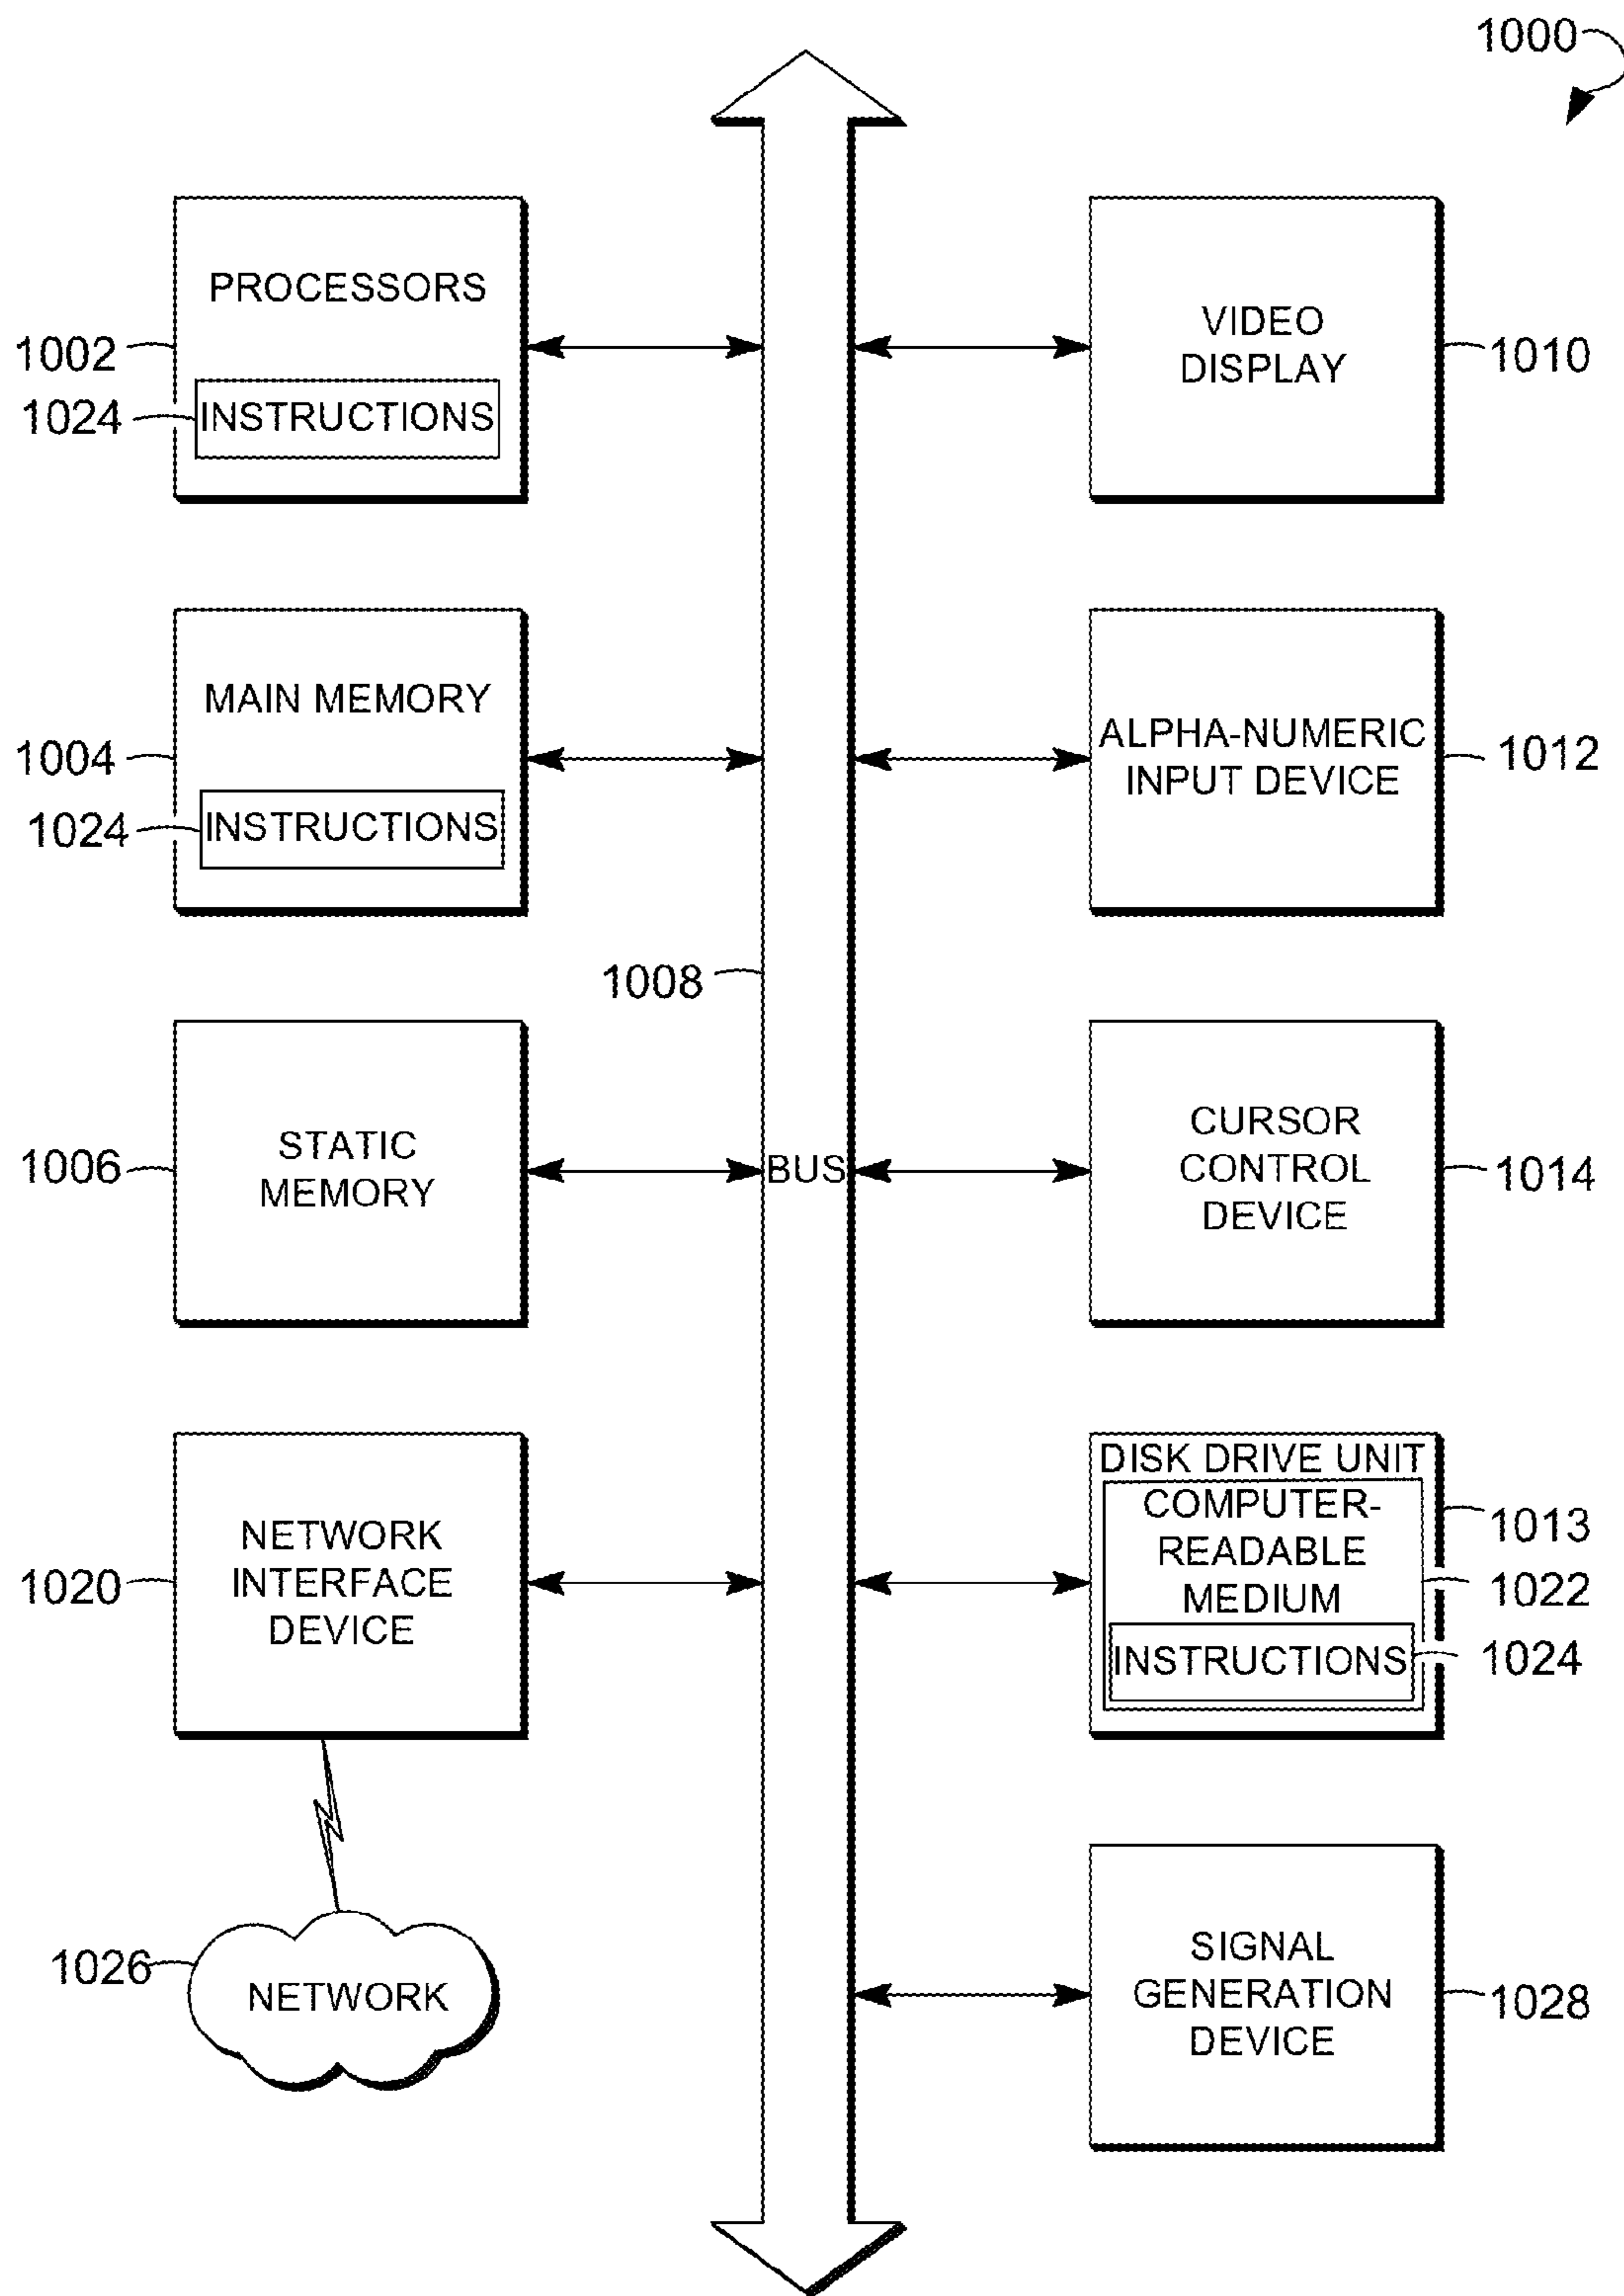 1000
PROCESSORS
1002
1024
INSTRUCTIONS
VIDEO
DISPLAY
1010
MAIN MEMORY
1004
1024
INSTRUCTIONS
ALPHA-NUMERIC
INPUT DEVICE
1012
1008
STATIC
MEMORY
1006
BUS
CURSOR
CONTROL
DEVICE
1014
NETWORK
INTERFACE
DEVICE
1020
DISK DRIVE UNIT
COMPUTER-
READABLE
MEDIUM
INSTRUCTIONS
1013
1022
1024
1026
NETWORK
SIGNAL
GENERATION
DEVICE
1028